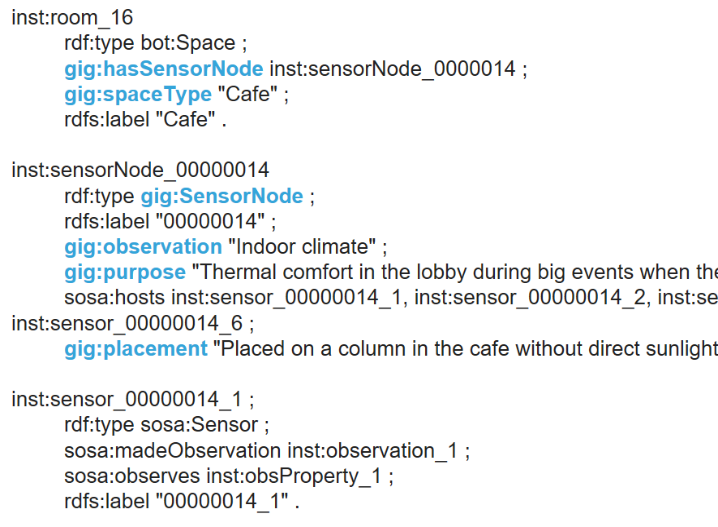 inst:room_16
rdf:type bot:Space ;
gig:hasSensorNode inst:sensorNode_0000014 ;
gig:spaceType "Cafe" ;
rdfs:label "Cafe" .
inst:sensorNode_00000014
rdf:type gig:SensorNode ;
rdfs:label "00000014" ;
gig:observation "Indoor climate" ;
gig:purpose "Thermal comfort in the lobby during big events when the
sosa:hosts inst:sensor_00000014_1, inst:sensor_00000014_2, inst:se
inst:sensor_00000014_6 ;
gig:placement "Placed on a column in the cafe without direct sunlight
inst:sensor_00000014_1 ;
rdf:type sosa:Sensor ;
sosa:madeObservation inst:observation_1 ;
sosa:observes inst:obsProperty_1 ;
rdfs:label "00000014_1" .